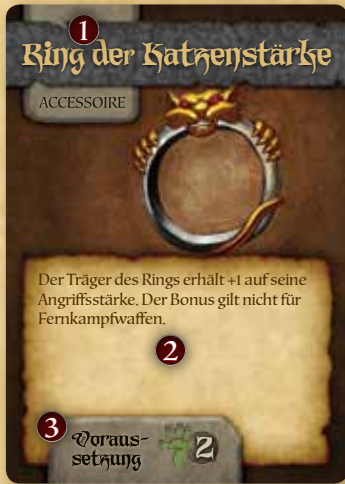 1
Ring der Katzenstärke
ACCESSOIRE
Der Träger des Rings erhält +1 auf seine
Angriffsstärke. Der Bonus gilt nicht für
Fernkampfwaffen.
2
3
Voraus-
setzung
2